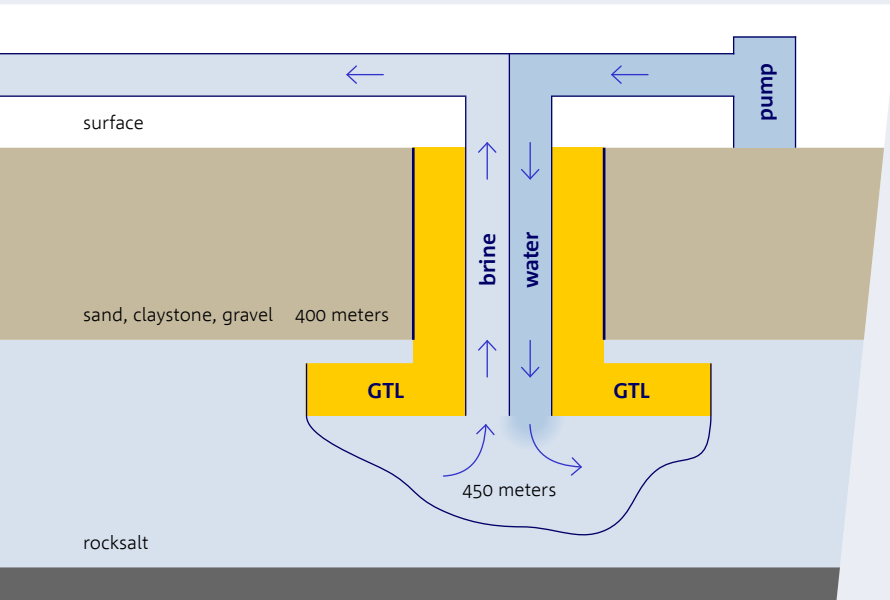 pump
surface
brine
water
sand, claystone, gravel 400 meters
GTL
GTL
450 meters
rocksalt